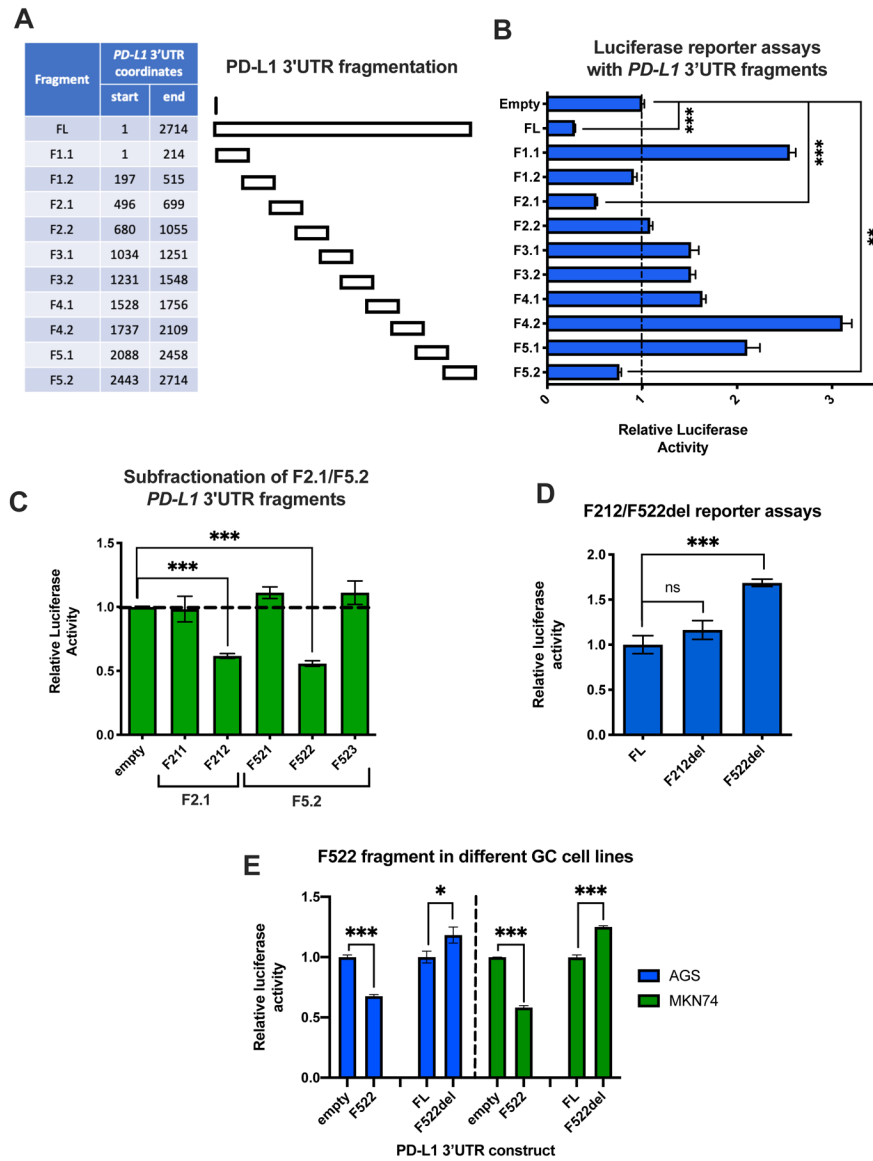 A
Fragment
PD-L1 3'UTR
coordinates
start end
FL 1 2714
F1.1 1 214
F1.2 197 515
F2.1 496 699
F2.2 680 1055
F3.1 1034 1251
F3.2 1231 1548
F4.1 1528 1756
F4.2 1737 2109
F5.1 2088 2458
F5.2 2443 2714
PD-L1 3'UTR fragmentation
B
Luciferase reporter assays
with PD-L1 3'UTR fragments
Empty
FL
F1.1
F1.2
F2.1
F2.2
F3.1
F3.2
F4.1
F4.2
F5.1
F5.2
***
***
**
0 1 2 3
Relative Luciferase
Activity
C
Subfractionation of F2.1/F5.2
PD-L1 3'UTR fragments
Relative Luciferase
Activity
1.5
1.0
0.5
0.0
***
***
empty F211 F212 F521 F522 F523
F2.1 F5.2
D
F212/F522del reporter assays
Relative luciferase
activity
2.0
1.5
1.0
0.5
0.0
***
ns
FL F212del F522del
E
F522 fragment in different GC cell lines
Relative luciferase
activity
1.5
1.0
0.5
0.0
*** * *** ***
empty F522 FL F522del empty F522 FL F522del
PD-L1 3'UTR construct
AGS
MKN74